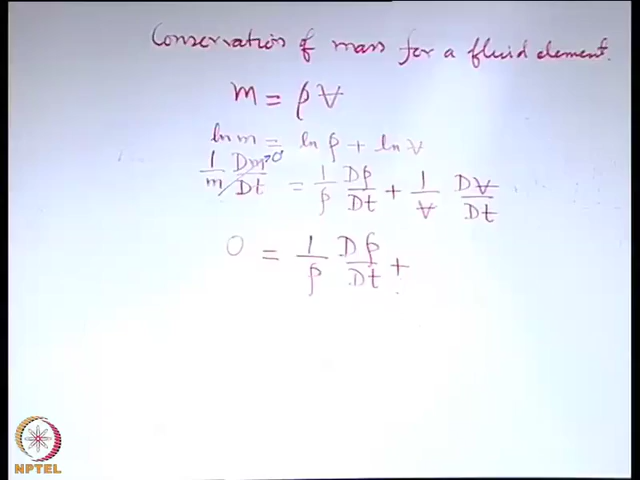 Conservation of mass for a fluid element.
m = ρ∀
ln m = ln ρ + ln ∀
1/m Dm/Dt →0 = 1/ρ Dρ/Dt + 1/∀ D∀/Dt
0 = 1/ρ Dρ/Dt +
NPTEL